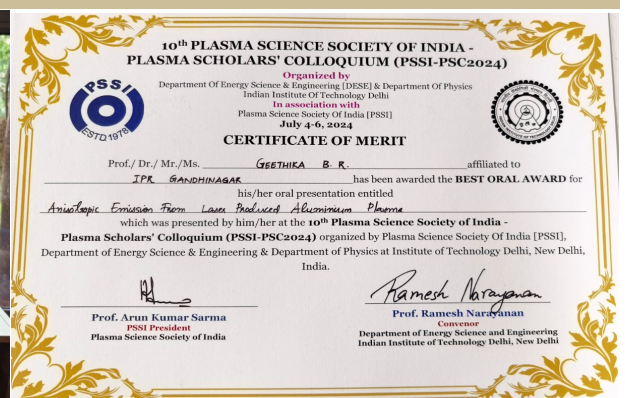 10th PLASMA SCIENCE SOCIETY OF INDIA -
PLASMA SCHOLARS' COLLOQUIUM (PSSI-PSC2024)
Organized by
Department Of Energy Science & Engineering [DESE] & Department Of Physics
Indian Institute Of Technology Delhi
In association with
Plasma Science Society Of India [PSSI]
July 4-6, 2024
PSSI
ESTD 1978
CERTIFICATE OF MERIT
Prof./ Dr./ Mr./Ms. GEETHIKA B. R. affiliated to
IPR GANDHINAGAR has been awarded the BEST ORAL AWARD for
his/her oral presentation entitled
Anisotropic Emission From Laser Produced Aluminium Plasma
which was presented by him/her at the 10th Plasma Science Society of India -
Plasma Scholars' Colloquium (PSSI-PSC2024) organized by Plasma Science Society Of India [PSSI],
Department of Energy Science & Engineering & Department of Physics at Institute of Technology Delhi, New Delhi,
India.
Ramesh Narayanan
Prof. Arun Kumar Sarma
PSSI President
Plasma Science Society of India
Prof. Ramesh Narayanan
Convenor
Department of Energy Science and Engineering
Indian Institute of Technology Delhi, New Delhi